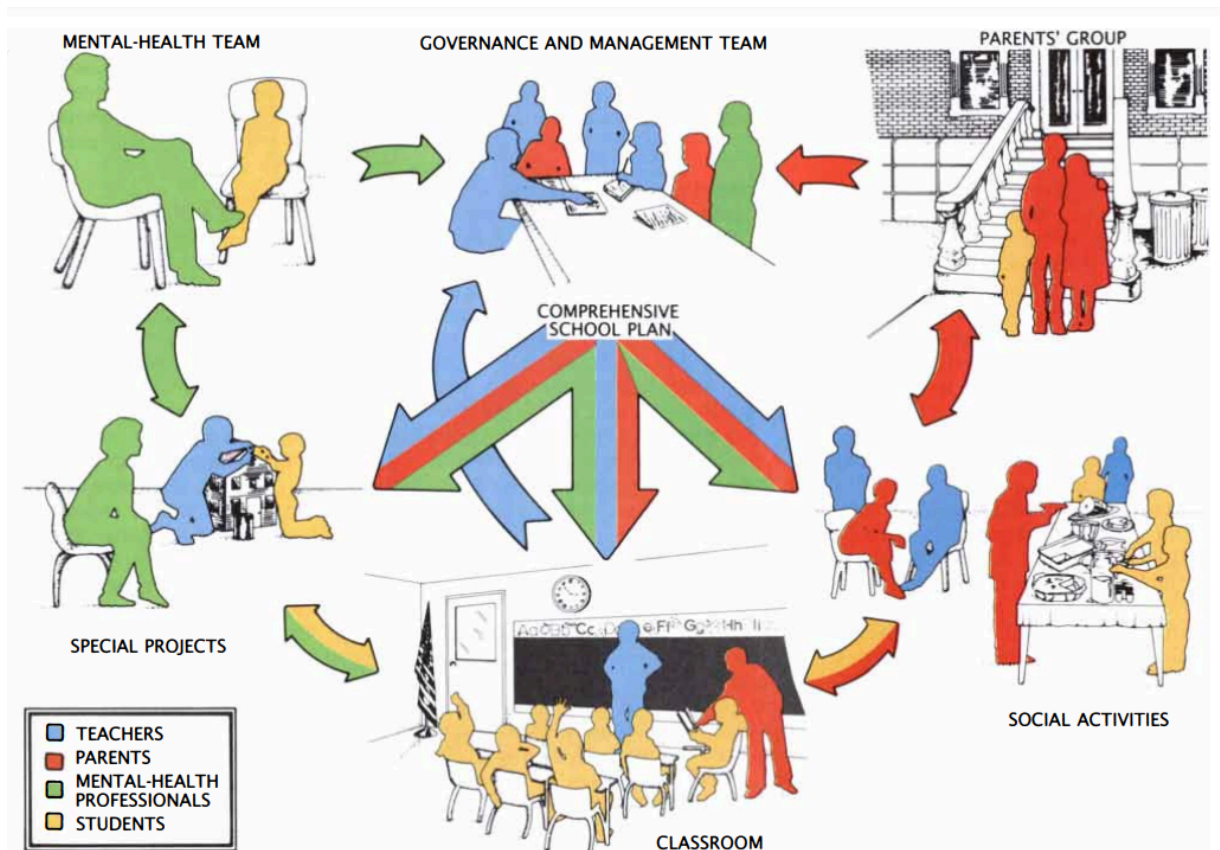 MENTAL-HEALTH TEAM
GOVERNANCE AND MANAGEMENT TEAM
PARENTS' GROUP
COMPREHENSIVE
SCHOOL PLAN
SPECIAL PROJECTS
SOCIAL ACTIVITIES
CLASSROOM
TEACHERS
PARENTS
MENTAL-HEALTH
PROFESSIONALS
STUDENTS